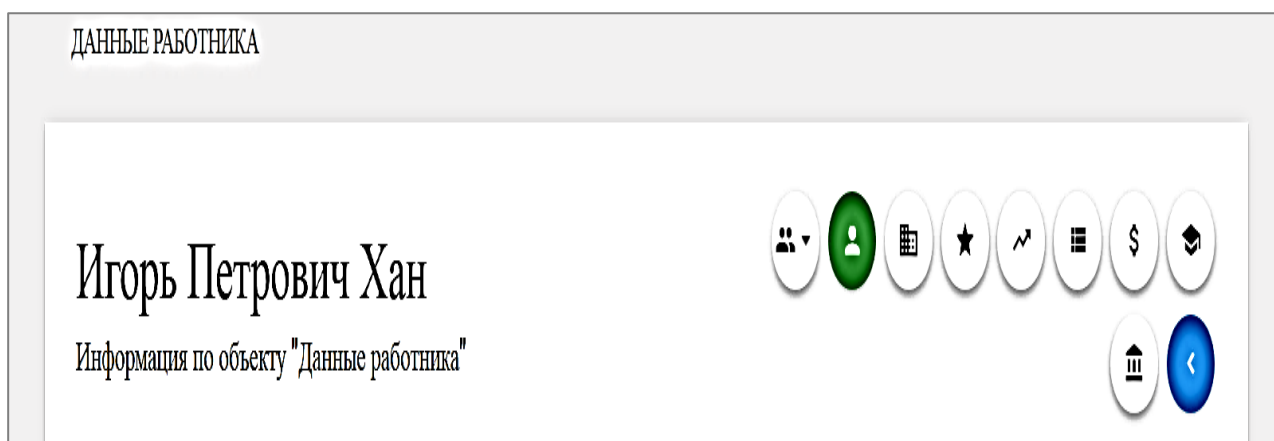 ДАННЫЕ РАБОТНИКА
Игорь Петрович Хан
Информация по объекту "Данные работника"